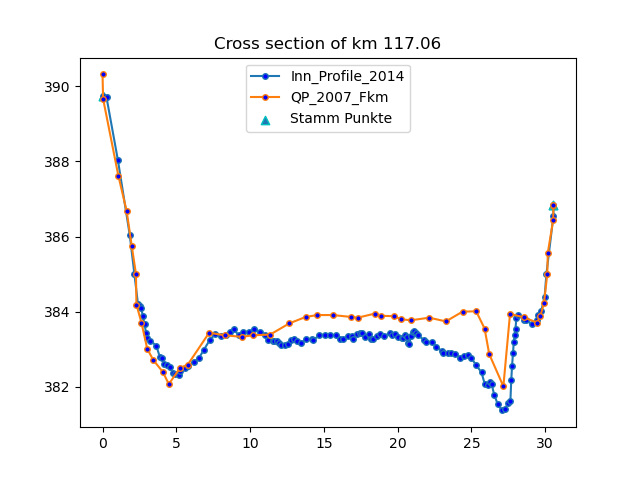 Cross section of km 117.06
Inn_Profile_2014
QP_2007_Fkm
Stamm Punkte
390
388
386
384
382
0 5 10 15 20 25 30